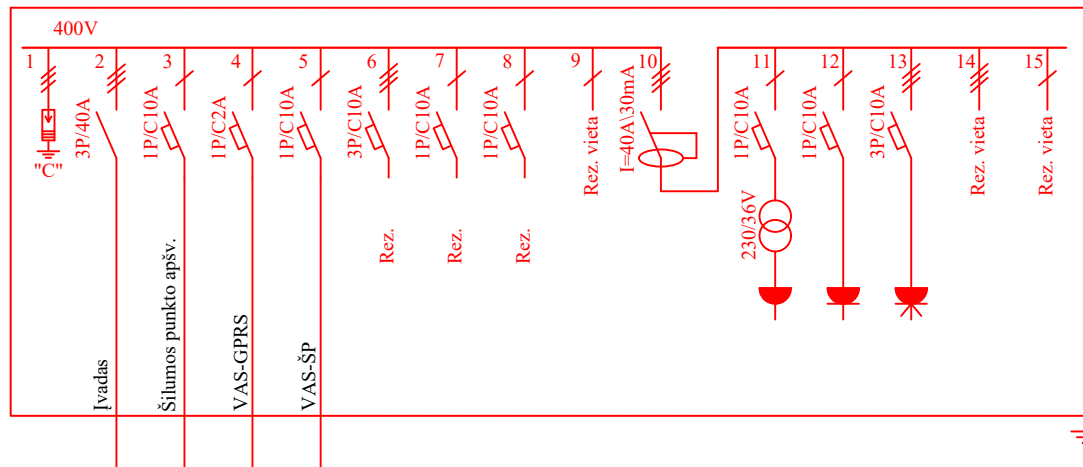 400V
1
2
3
4
5
6
7
8
9
10
11
12
13
14
15
"C"
3P/40A
1P/C10A
1P/C2A
1P/C10A
3P/C10A
1P/C10A
1P/C10A
Rez. vieta
I=40A\30mA
1P/C10A
1P/C10A
3P/C10A
Rez. vieta
Rez. vieta
230/36V
Rez.
Rez.
Rez.
Įvadas
Šilumos punkto apšv.
VAS-GPRS
VAS-ŠP